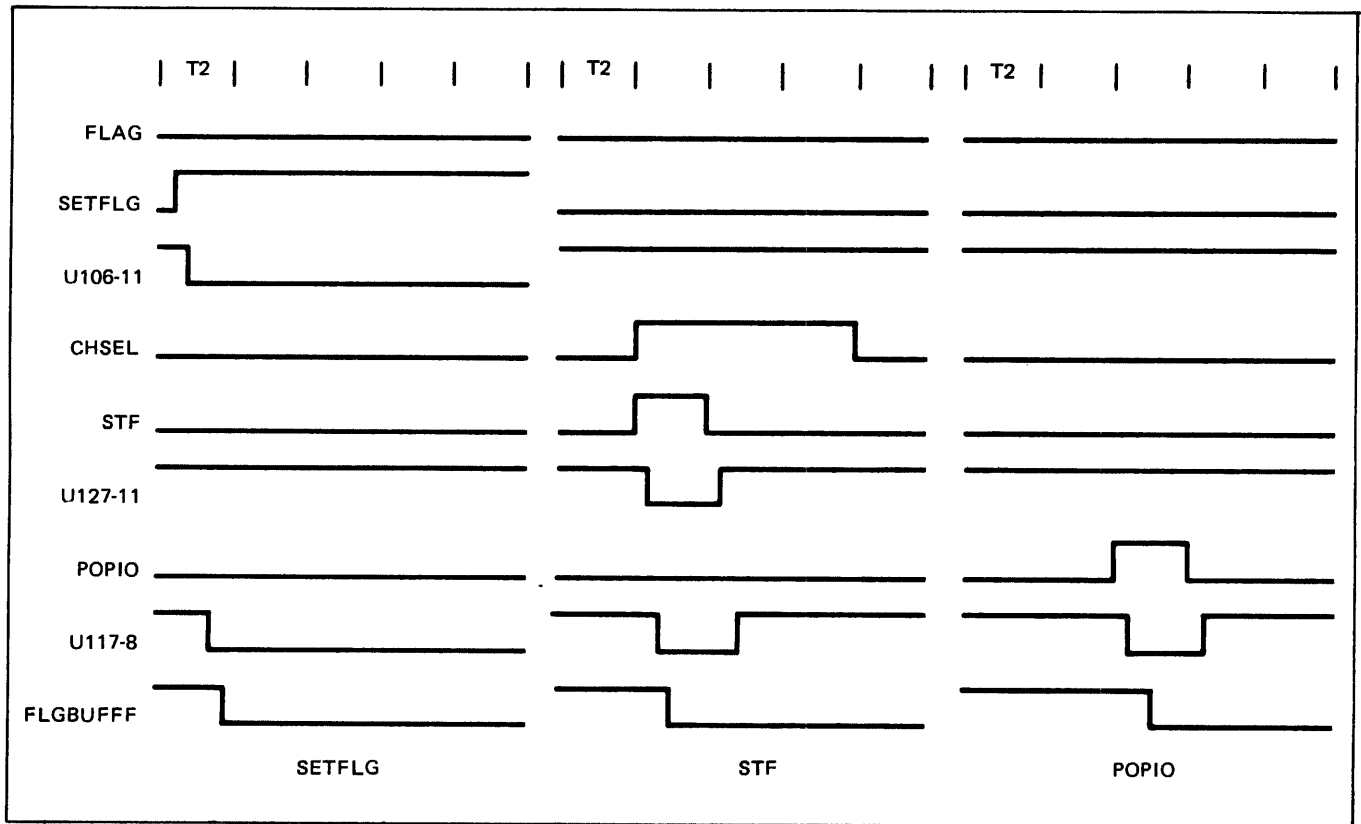 T2 T2 T2
FLAG
SETFLG
U106-11
CHSEL
STF
U127-11
POPIO
U117-8
FLGBUFFF
SETFLG STF POPIO